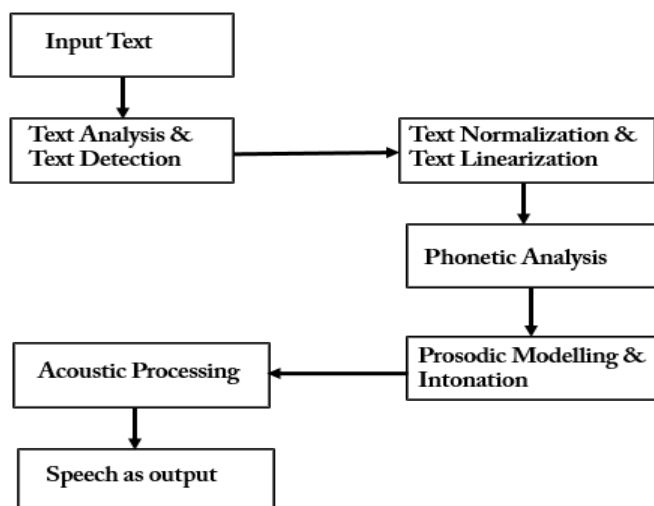 Input Text
Text Analysis &
Text Detection
Text Normalization &
Text Linearization
Phonetic Analysis
Prosodic Modelling &
Intonation
Acoustic Processing
Speech as output